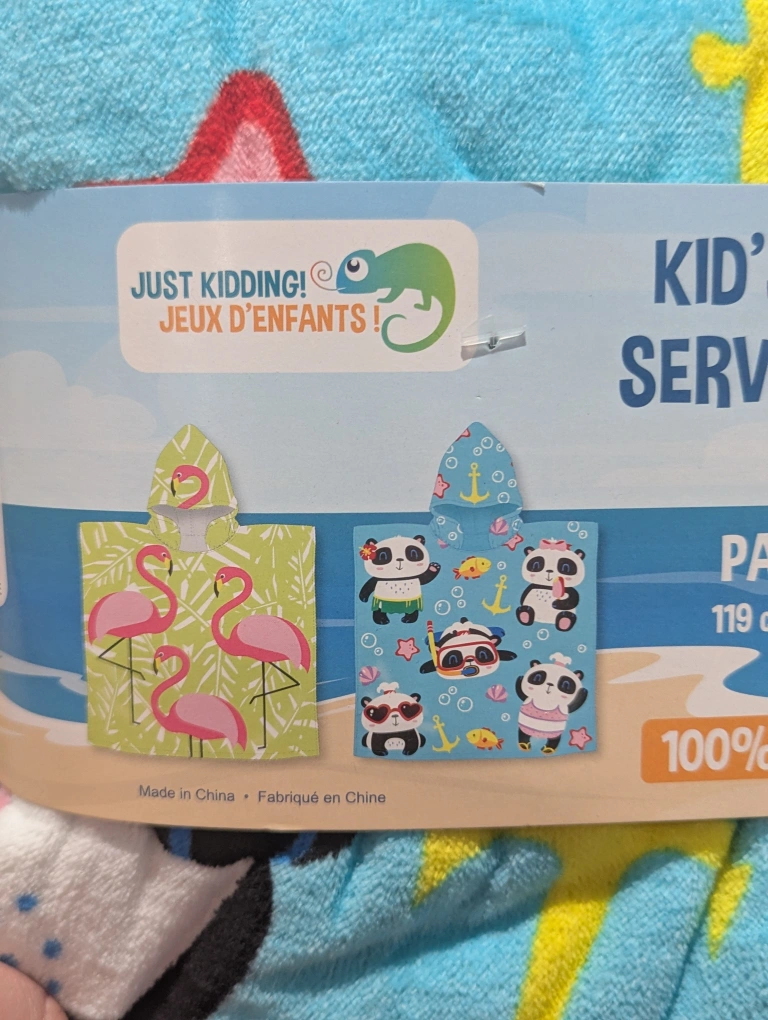 JUST KIDDING!
JEUX D'ENFANTS !
KID'
SERV
PA
119
100%
Made in China • Fabriqué en Chine